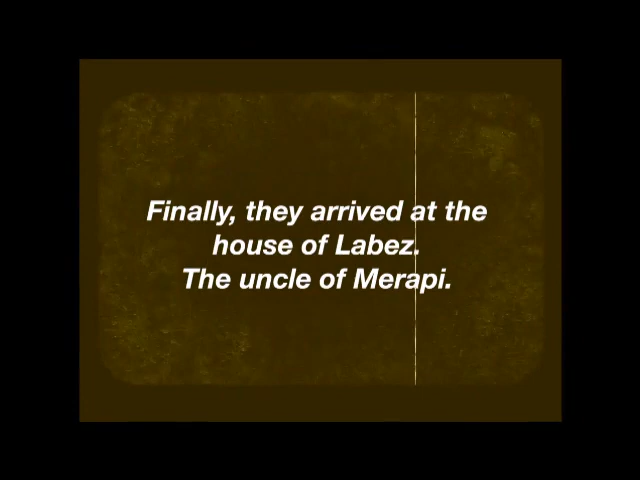 Finally, they arrived at the
house of Labez.
The uncle of Merapi.